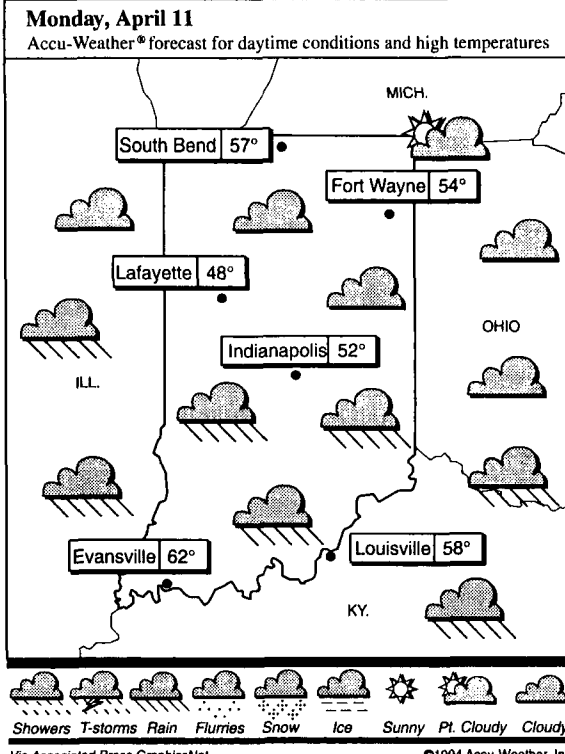 Monday, April 11
Accu-Weather® forecast for daytime conditions and high temperatures
MICH.
South Bend 57°
Fort Wayne 54°
Lafayette 48°
OHIO
Indianapolis 52°
ILL.
Evansville 62°
Louisville 58°
KY.
Showers T-storms Rain Flurries Snow Ice Sunny Pt. Cloudy Cloudy
Via Associated Press GraphicsNet ©1994 Accu-Weather, In